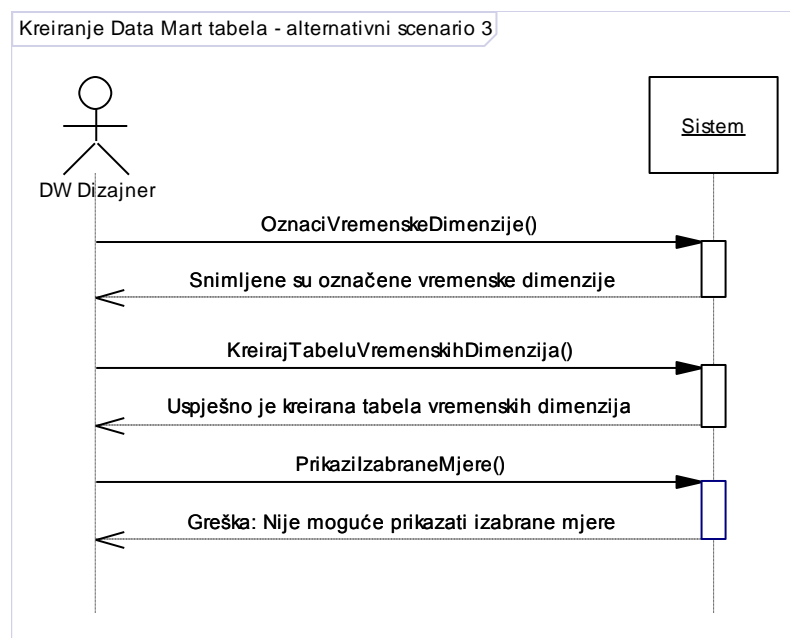 Kreiranje Data Mart tabela - alternativni scenario 3
Sistem
DW Dizajner
OznaciVremenskeDimenzije()
Snimljene su označene vremenske dimenzije
KreirajTabeluVremenskihDimenzija()
Uspješno je kreirana tabela vremenskih dimenzija
PrikaziIzabraneMjere()
Greška: Nije moguće prikazati izabrane mjere